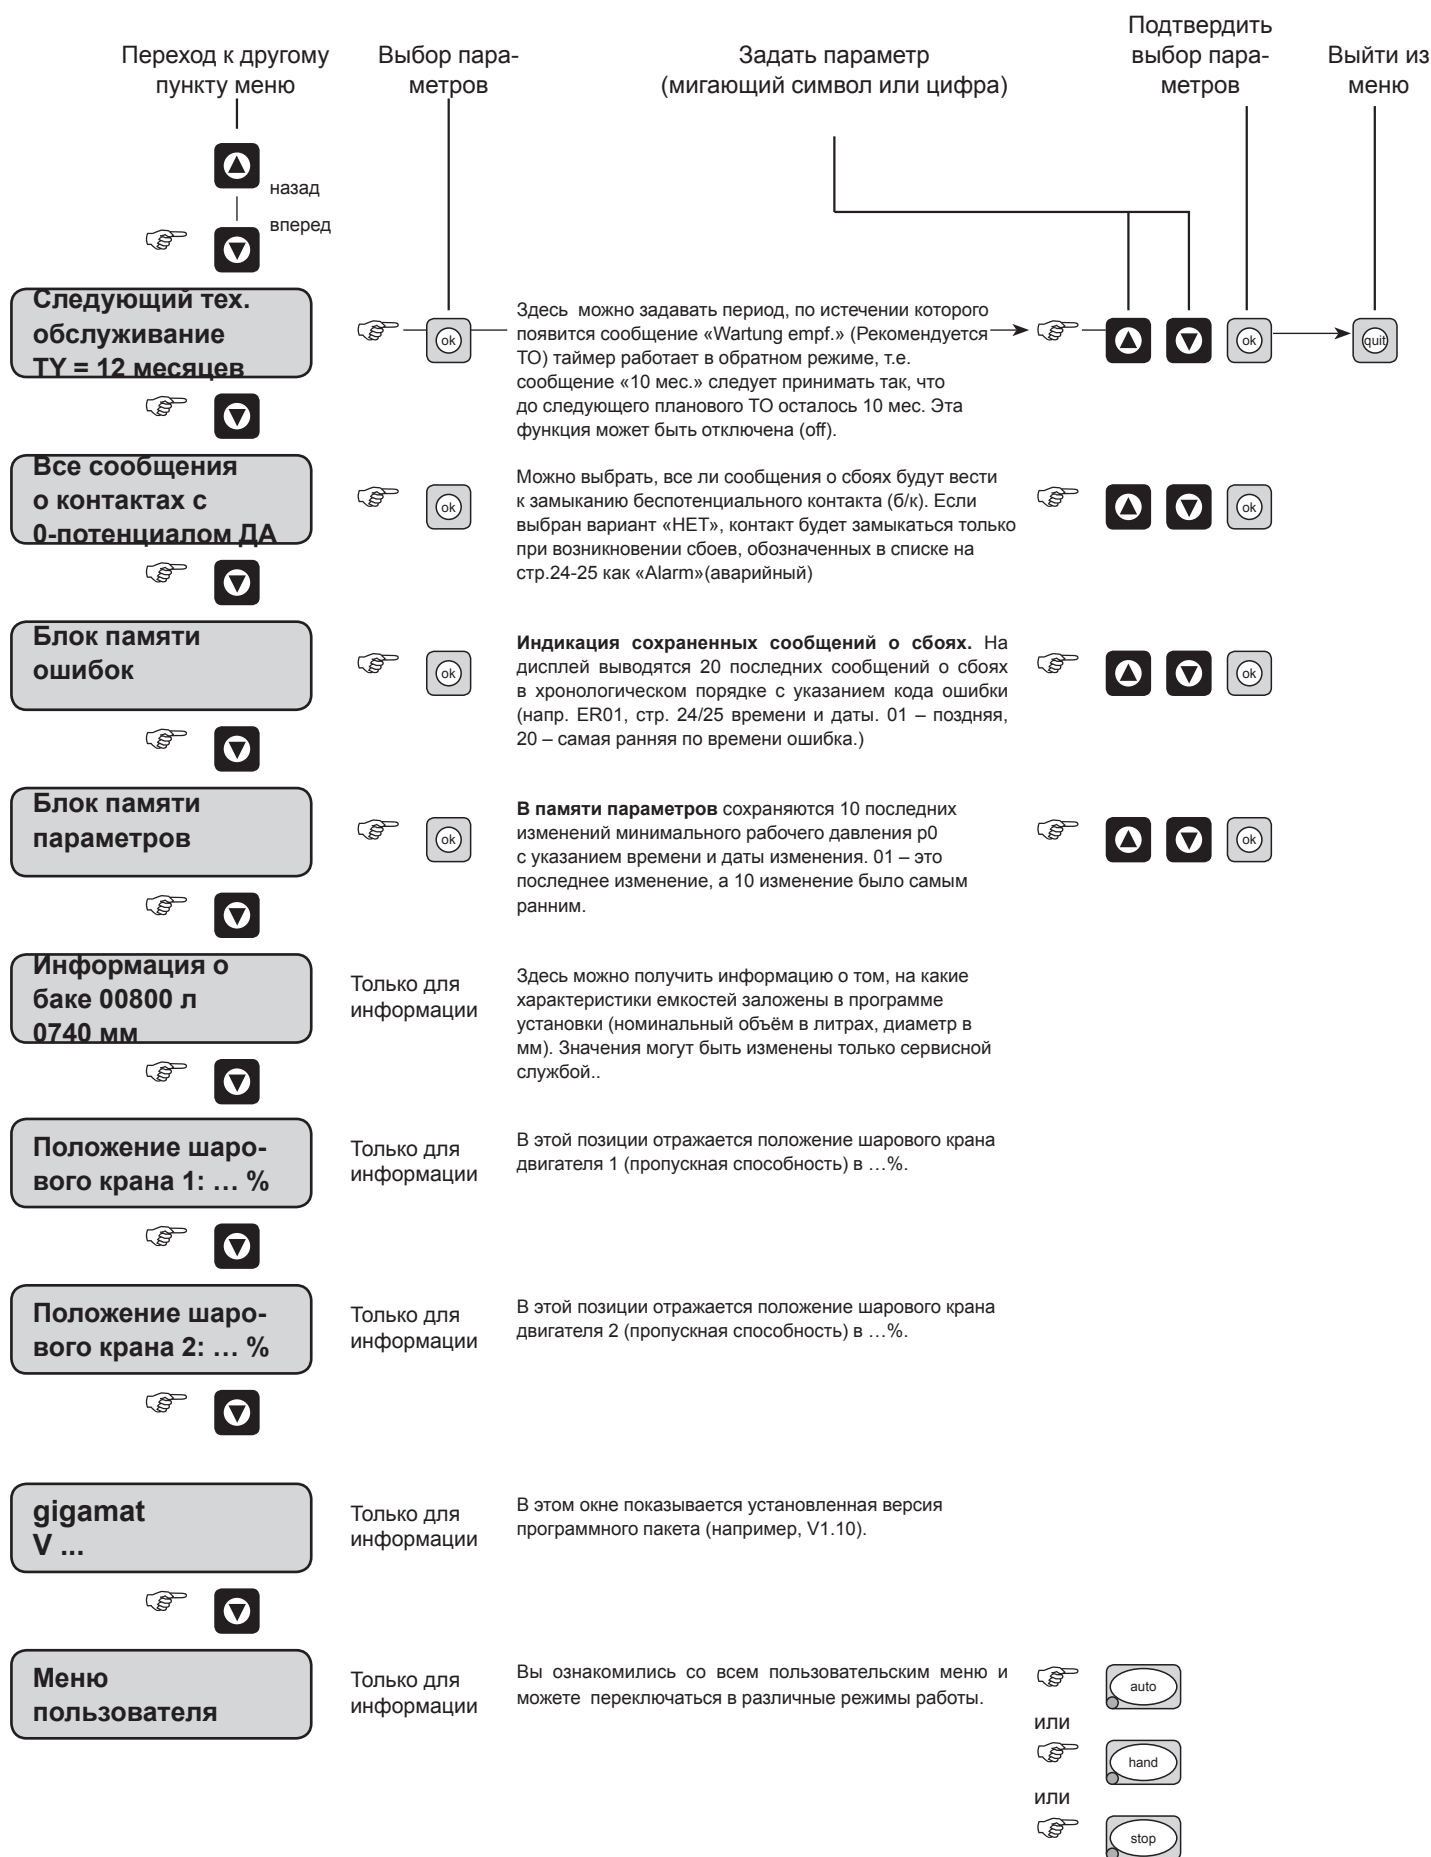 Переход к другому
пункту меню
Выбор пара-
метров
Задать параметр
(мигающий символ или цифра)
Подтвердить
выбор пара-
метров
Выйти из
меню
назад
вперед
Следующий тех.
обслуживание
TY = 12 месяцев
ok
Здесь можно задавать период, по истечении которого
появится сообщение «Wartung empf.» (Рекомендуется
ТО) таймер работает в обратном режиме, т.е.
сообщение «10 мес.» следует принимать так, что
до следующего планового ТО осталось 10 мес. Эта
функция может быть отключена (off).
ok
quit
Все сообщения
о контактах с
0-потенциалом ДА
ok
Можно выбрать, все ли сообщения о сбоях будут вести
к замыканию беспотенциального контакта (б/к). Если
выбран вариант «НЕТ», контакт будет замыкаться только
при возникновении сбоев, обозначенных в списке на
стр.24-25 как «Alarm»(аварийный)
ok
Блок памяти
ошибок
ok
Индикация сохраненных сообщений о сбоях. На
дисплей выводятся 20 последних сообщений о сбоях
в хронологическом порядке с указанием кода ошибки
(напр. ER01, стр. 24/25 времени и даты. 01 – поздняя,
20 – самая ранняя по времени ошибка.)
ok
Блок памяти
параметров
ok
В памяти параметров сохраняются 10 последних
изменений минимального рабочего давления p0
с указанием времени и даты изменения. 01 – это
последнее изменение, а 10 изменение было самым
ранним.
ok
Информация о
баке 00800 л
0740 мм
Только для
информации
Здесь можно получить информацию о том, на какие
характеристики емкостей заложены в программе
установки (номинальный объём в литрах, диаметр в
мм). Значения могут быть изменены только сервисной
службой..
Положение шаро-
вого крана 1: … %
Только для
информации
В этой позиции отражается положение шарового крана
двигателя 1 (пропускная способность) в …%.
Положение шаро-
вого крана 2: … %
Только для
информации
В этой позиции отражается положение шарового крана
двигателя 2 (пропускная способность) в …%.
gigamat
V ...
Только для
информации
В этом окне показывается установленная версия
программного пакета (например, V1.10).
Меню
пользователя
Только для
информации
Вы ознакомились со всем пользовательским меню и
можете переключаться в различные режимы работы.
auto
или
hand
или
stop